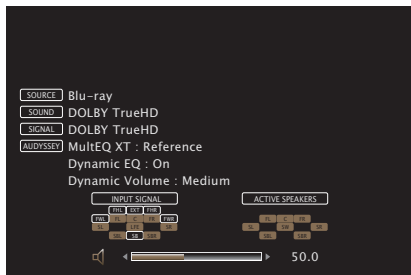 SOURCE Blu-ray
SOUND DOLBY TrueHD
SIGNAL DOLBY TrueHD
AUDYSSEY MultEQ XT : Reference
Dynamic EQ : On
Dynamic Volume : Medium
INPUT SIGNAL ACTIVE SPEAKERS
FHL EXT FHR
FWL FL C FR FWR FL C FR
SL LFE SR SL SW SR
SBL SB SBR SBL SBR
50.0